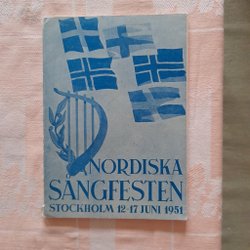 NORDISKA
SÅNGFESTEN
STOCKHOLM 12-17 JUNI 1951